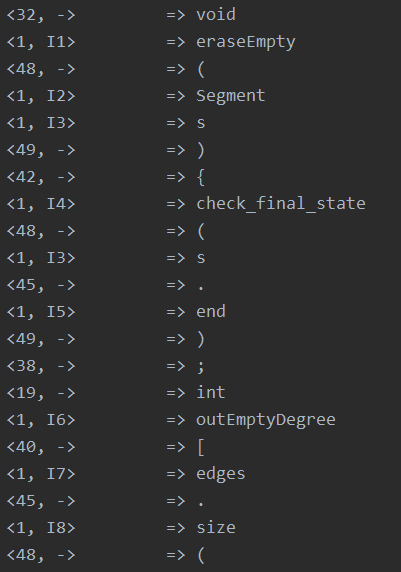 <32, ->        => void
<1, I1>        => eraseEmpty
<48, ->        => (
<1, I2>        => Segment
<1, I3>        => s
<49, ->        => )
<42, ->        => {
<1, I4>        => check_final_state
<48, ->        => (
<1, I3>        => s
<45, ->        => .
<1, I5>        => end
<49, ->        => )
<38, ->        => ;
<19, ->        => int
<1, I6>        => outEmptyDegree
<40, ->        => [
<1, I7>        => edges
<45, ->        => .
<1, I8>        => size
<48, ->        => (